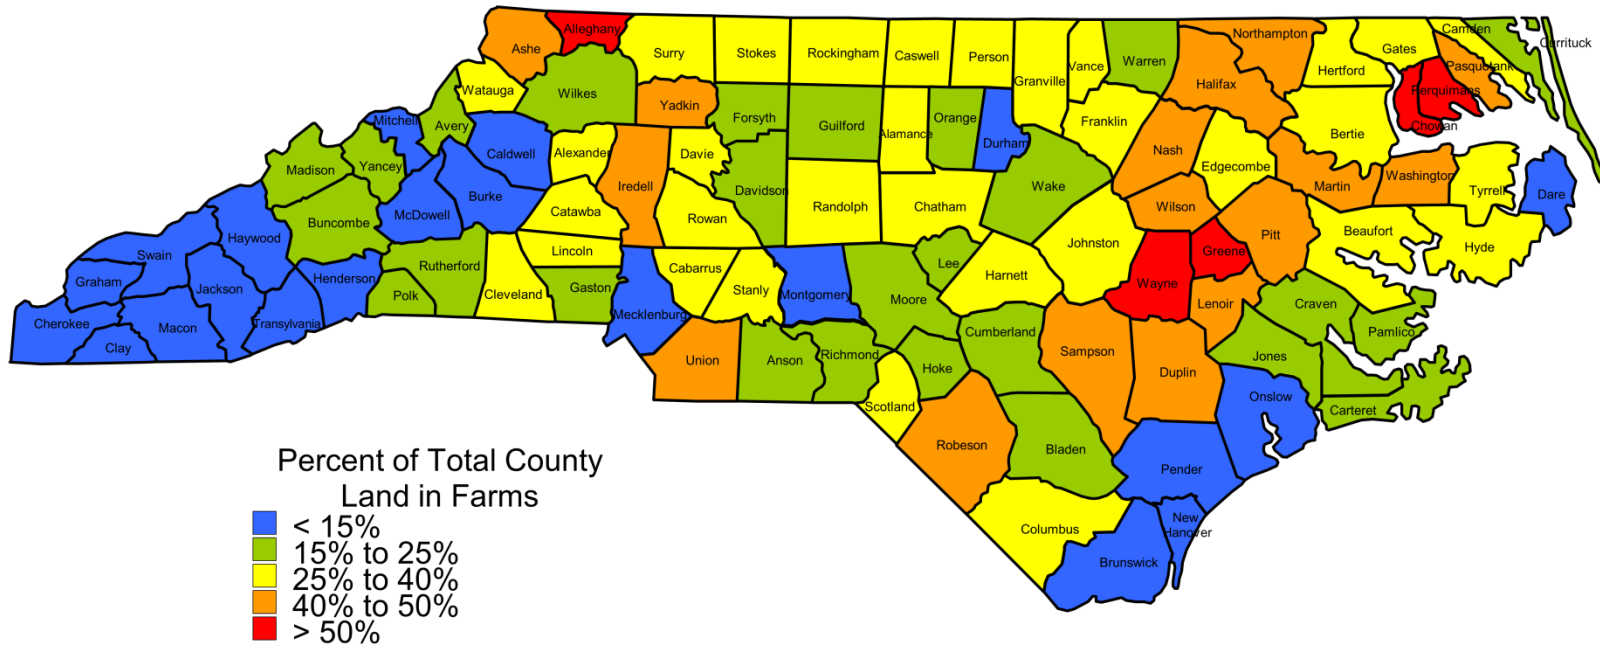 Alleghany
Ashe
Surry
Stokes
Rockingham
Caswell
Person
Granville
Vance
Warren
Northampton
Gates
Camden
Currituck
Hertford
Pasquotank
Halifax
Perquimans
Chowan
Watauga
Wilkes
Yadkin
Forsyth
Guilford
Alamance
Orange
Durham
Franklin
Bertie
Mitchell
Avery
Caldwell
Alexander
Davie
Nash
Edgecombe
Madison
Yancey
Iredell
Davidson
Wake
Martin
Washington
Tyrrell
Dare
Burke
McDowell
Catawba
Rowan
Randolph
Chatham
Wilson
Pitt
Beaufort
Hyde
Buncombe
Haywood
Swain
Lincoln
Johnston
Greene
Graham
Jackson
Henderson
Rutherford
Polk
Cleveland
Gaston
Cabarrus
Stanly
Montgomery
Moore
Lee
Harnett
Wayne
Lenoir
Craven
Pamlico
Cherokee
Clay
Macon
Transylvania
Mecklenburg
Union
Anson
Richmond
Hoke
Cumberland
Sampson
Duplin
Jones
Onslow
Carteret
Scotland
Robeson
Bladen
Pender
Columbus
New
Hanover
Brunswick
Percent of Total County
Land in Farms
< 15%
15% to 25%
25% to 40%
40% to 50%
> 50%